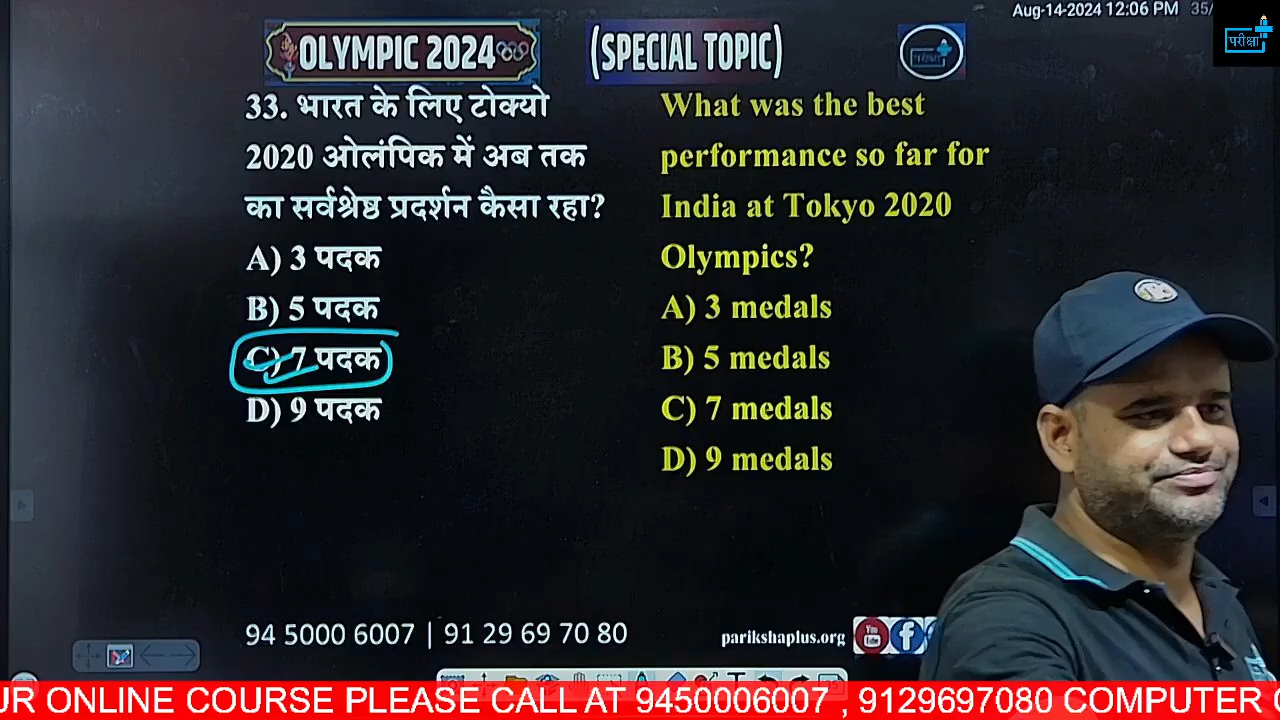 Aug-14-2024 12:06 PM 35/
परीक्षा
OLYMPIC 2024
(SPECIAL TOPIC)
33. भारत के लिए टोक्यो
2020 ओलंपिक में अब तक
का सर्वश्रेष्ठ प्रदर्शन कैसा रहा?
A) 3 पदक
B) 5 पदक
C) 7 पदक
D) 9 पदक
What was the best
performance so far for
India at Tokyo 2020
Olympics?
A) 3 medals
B) 5 medals
C) 7 medals
D) 9 medals
94 5000 6007 | 91 29 69 70 80
parikshaplus.org
You
UR ONLINE COURSE PLEASE CALL AT 9450006007 , 9129697080 COMPUTER